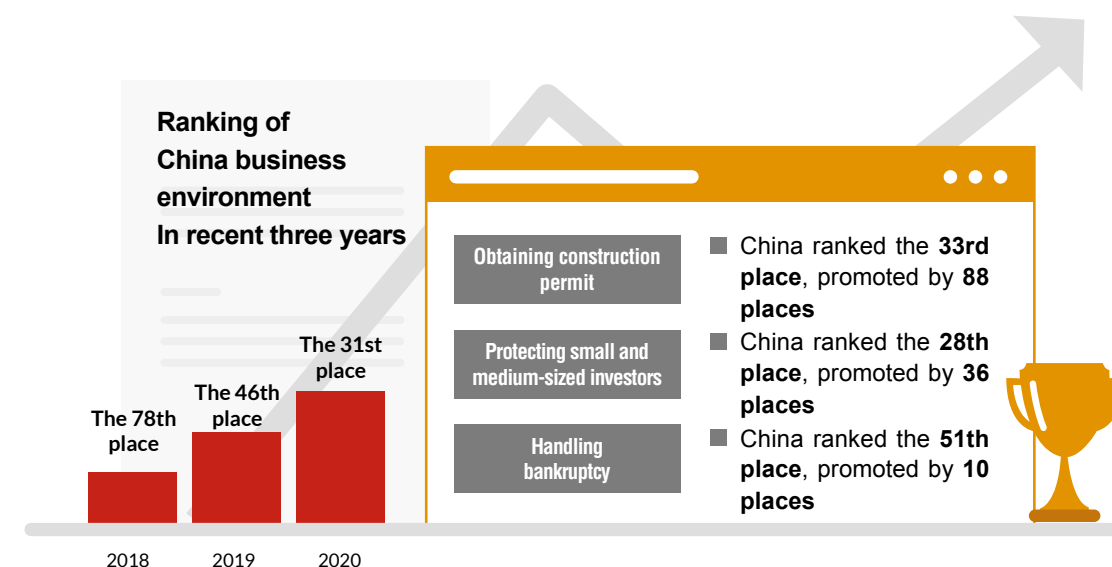 Ranking of
China business
environment
In recent three years
The 78th
place
The 46th
place
The 31st
place
2018
2019
2020
Obtaining construction
permit
China ranked the 33rd
place, promoted by 88
places
Protecting small and
medium-sized investors
China ranked the 28th
place, promoted by 36
places
Handling
bankruptcy
China ranked the 51th
place, promoted by 10
places